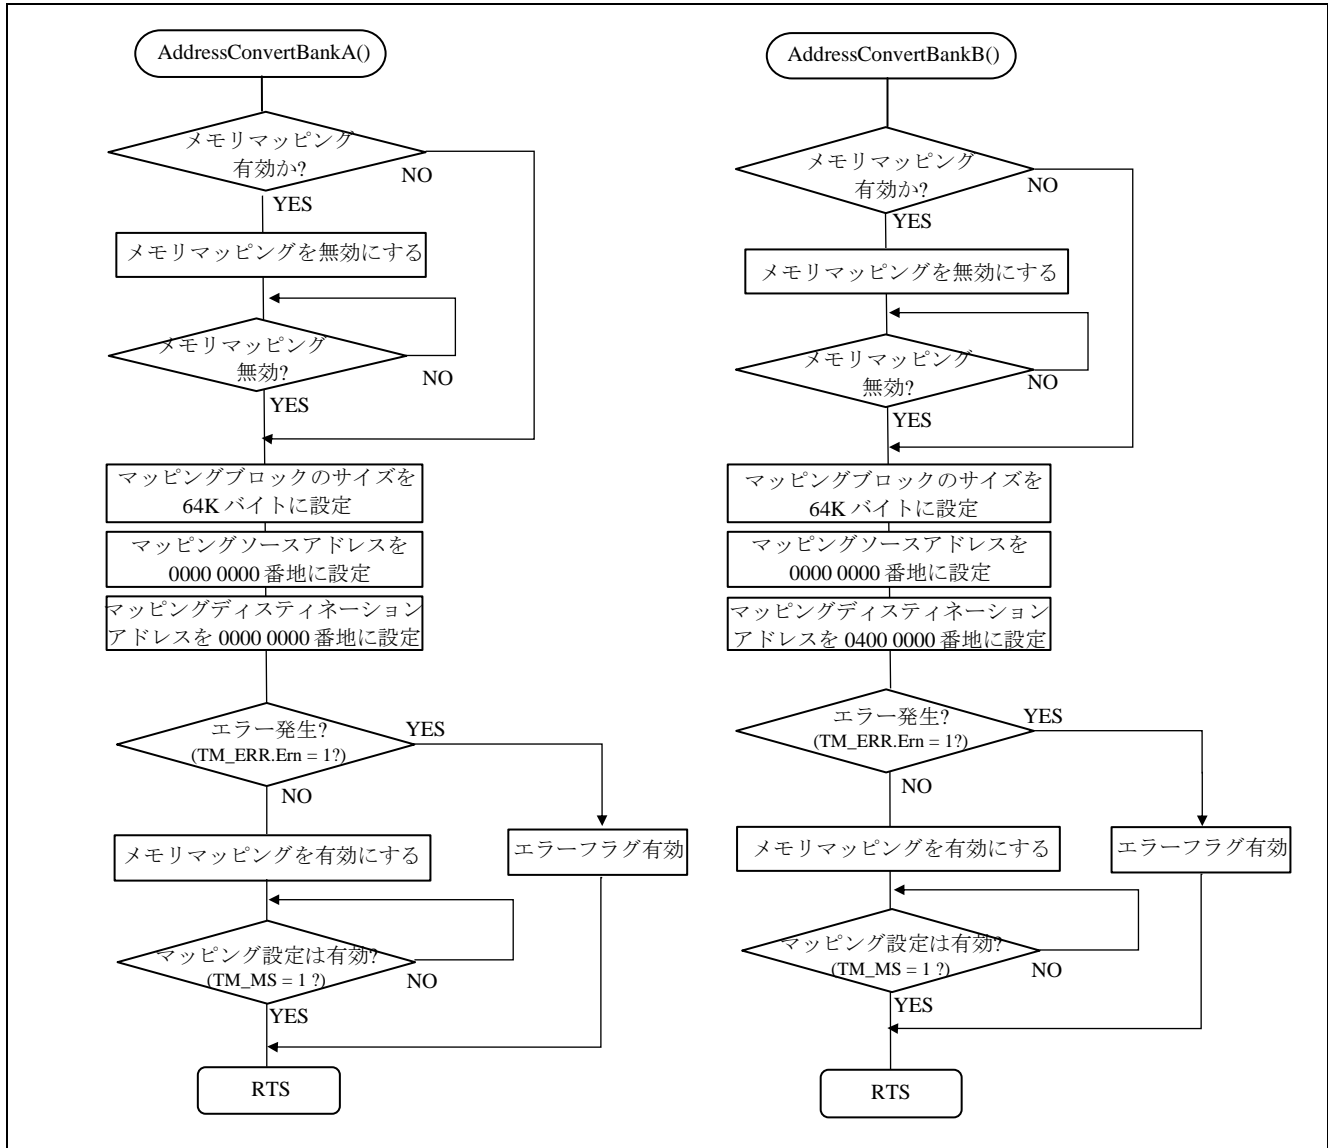 AddressConvertBankA()
メモリマッピング
有効か?
NO
YES
メモリマッピングを無効にする
メモリマッピング
無効?
NO
YES
マッピングブロックのサイズを
64K バイトに設定
マッピングソースアドレスを
0000 0000 番地に設定
マッピングディスティネーション
アドレスを 0000 0000 番地に設定
エラー発生?
(TM_ERR.Ern = 1?)
YES
NO
メモリマッピングを有効にする
エラーフラグ有効
マッピング設定は有効?
(TM_MS = 1 ?)
NO
YES
RTS
AddressConvertBankB()
メモリマッピング
有効か?
NO
YES
メモリマッピングを無効にする
メモリマッピング
無効?
NO
YES
マッピングブロックのサイズを
64K バイトに設定
マッピングソースアドレスを
0000 0000 番地に設定
マッピングディスティネーション
アドレスを 0400 0000 番地に設定
エラー発生?
(TM_ERR.Ern = 1?)
YES
NO
メモリマッピングを有効にする
エラーフラグ有効
マッピング設定は有効?
(TM_MS = 1 ?)
NO
YES
RTS